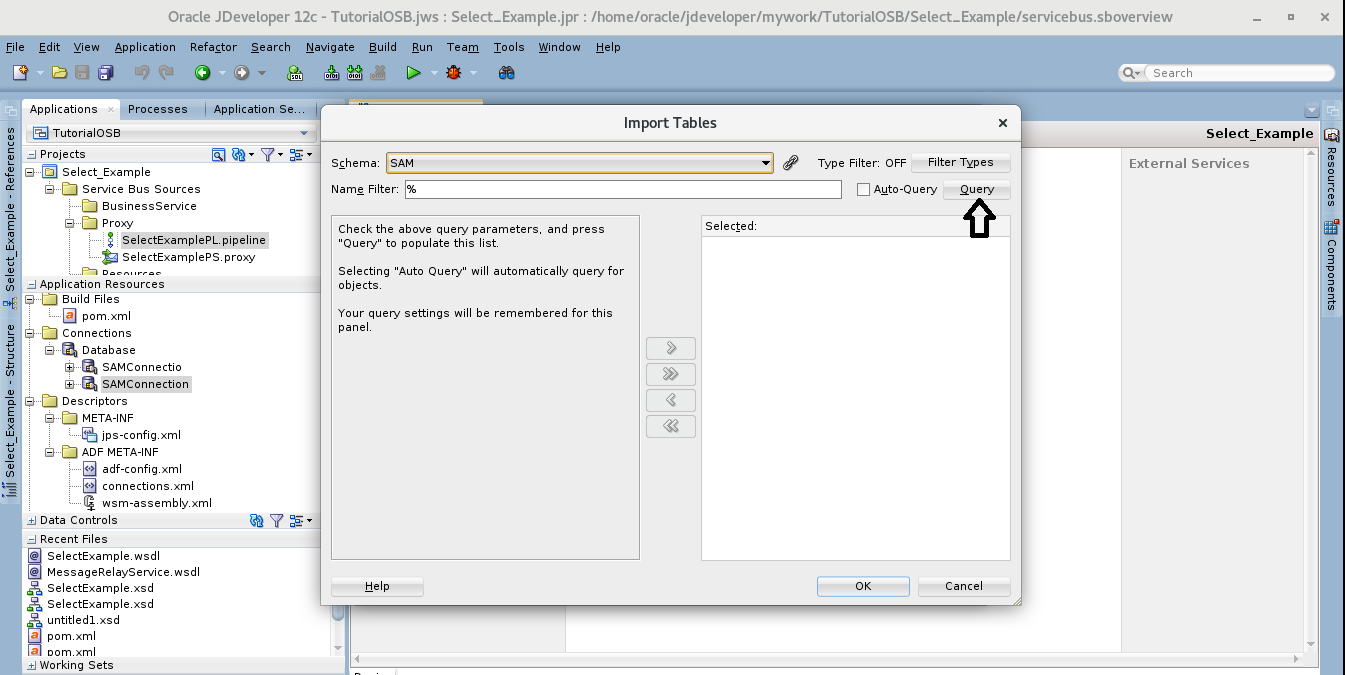 Oracle JDeveloper 12c - TutorialOSB.jws : Select_Example.jpr : /home/oracle/jdeveloper/mywork/TutorialOSB/Select_Example/servicebus.sboverview
File Edit View Application Refactor Search Navigate Build Run Team Tools Window Help
Search
Applications Processes Application Se...
TutorialOSB
Projects
Select_Example
Service Bus Sources
BusinessService
Proxy
SelectExamplePL.pipeline
SelectExamplePS.proxy
Resources
Application Resources
Build Files
pom.xml
Connections
Database
SAMConnectio
SAMConnection
Descriptors
META-INF
jps-config.xml
ADF META-INF
adf-config.xml
connections.xml
wsm-assembly.xml
Data Controls
Recent Files
SelectExample.wsdl
MessageRelayService.wsdl
SelectExample.xsd
SelectExample.xsd
untitled1.xsd
pom.xml
pom.xml
Working Sets
Select_Example - References
Select_Example - Structure
Import Tables
Schema: SAM Type Filter: OFF Filter Types
Name Filter: % Auto-Query Query
Check the above query parameters, and press
"Query" to populate this list.
Selecting "Auto Query" will automatically query for
objects.
Your query settings will be remembered for this
panel.
Selected:
Help OK Cancel
Select_Example
External Services
Resources
Components